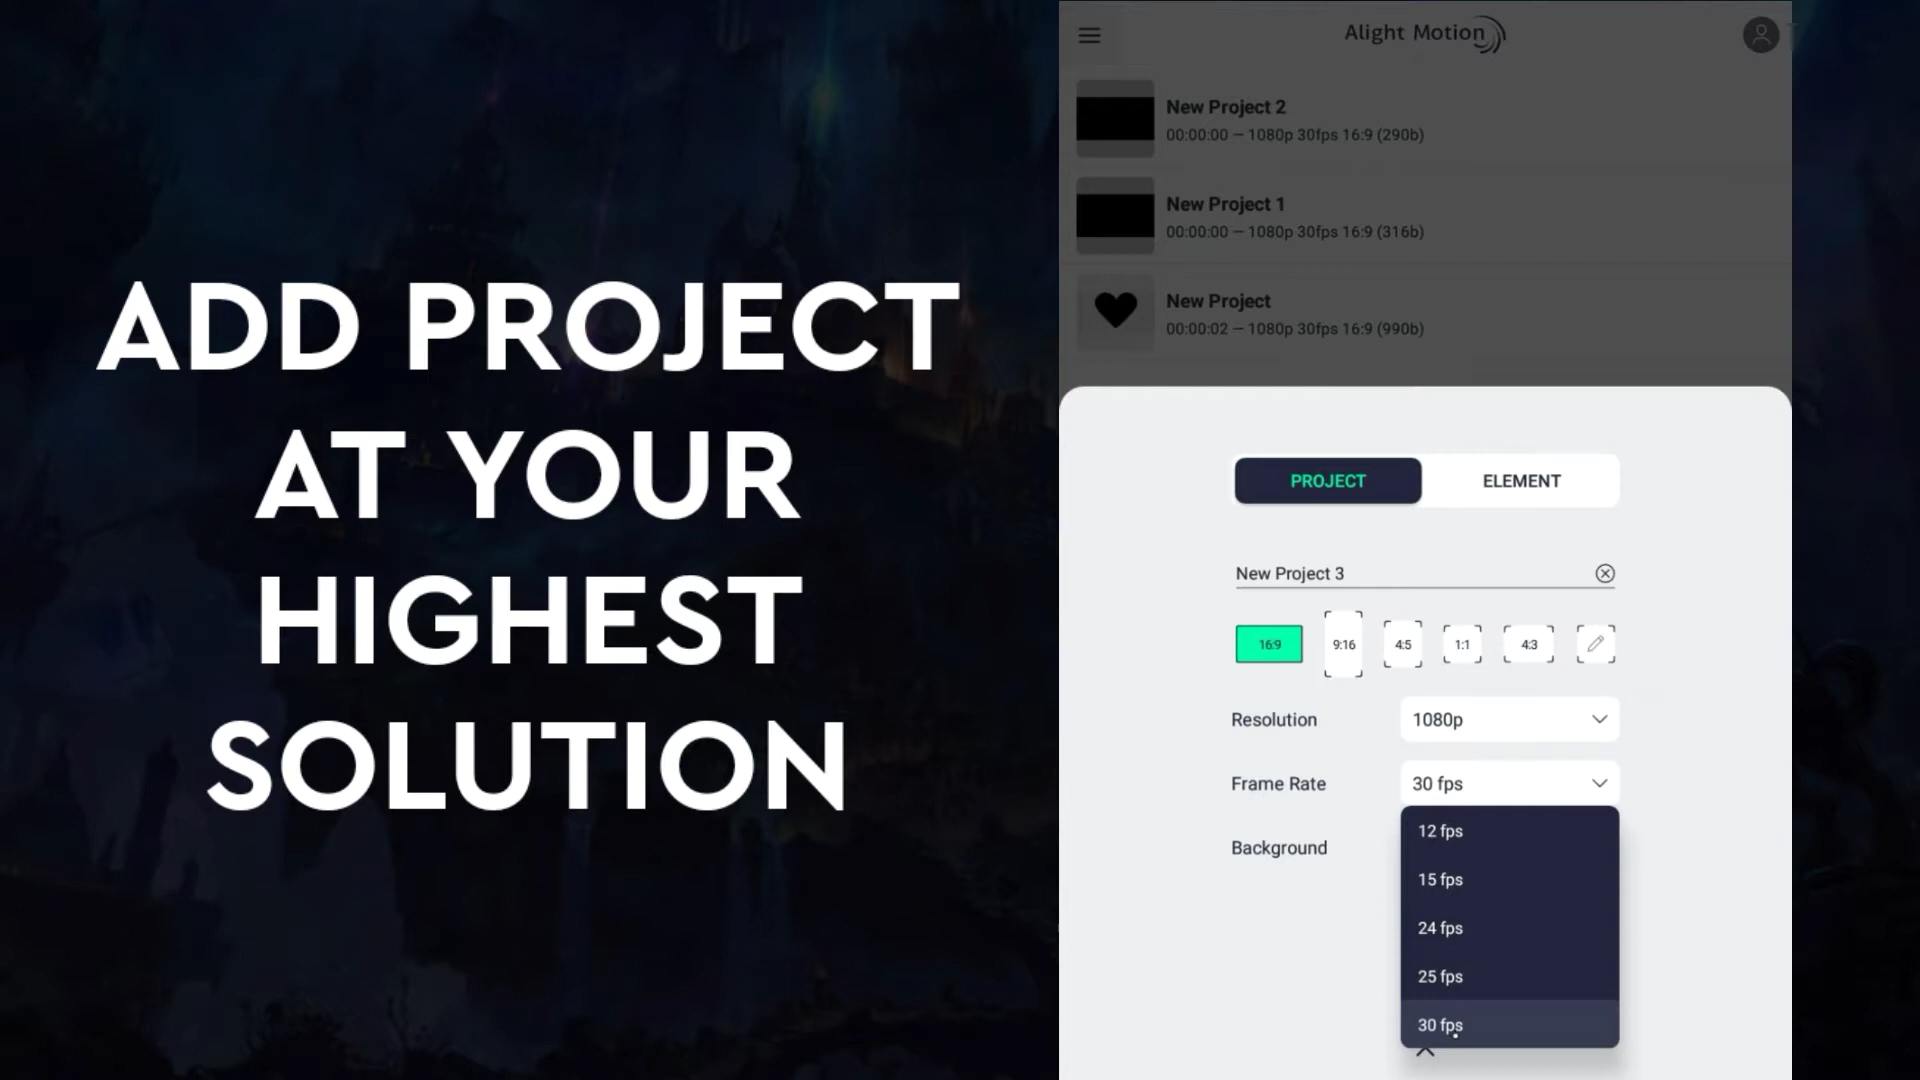 ADD PROJECT
AT YOUR
HIGHEST
SOLUTION
Alight Motion
New Project 2
00:00:00 — 1080p 30fps 16:9 (290b)
New Project 1
00:00:00 — 1080p 30fps 16:9 (316b)
New Project
00:00:02 — 1080p 30fps 16:9 (990b)
PROJECT
ELEMENT
New Project 3
16:9
9:16
4:5
1:1
4:3
Resolution
1080p
Frame Rate
30 fps
Background
12 fps
15 fps
24 fps
25 fps
30 fps